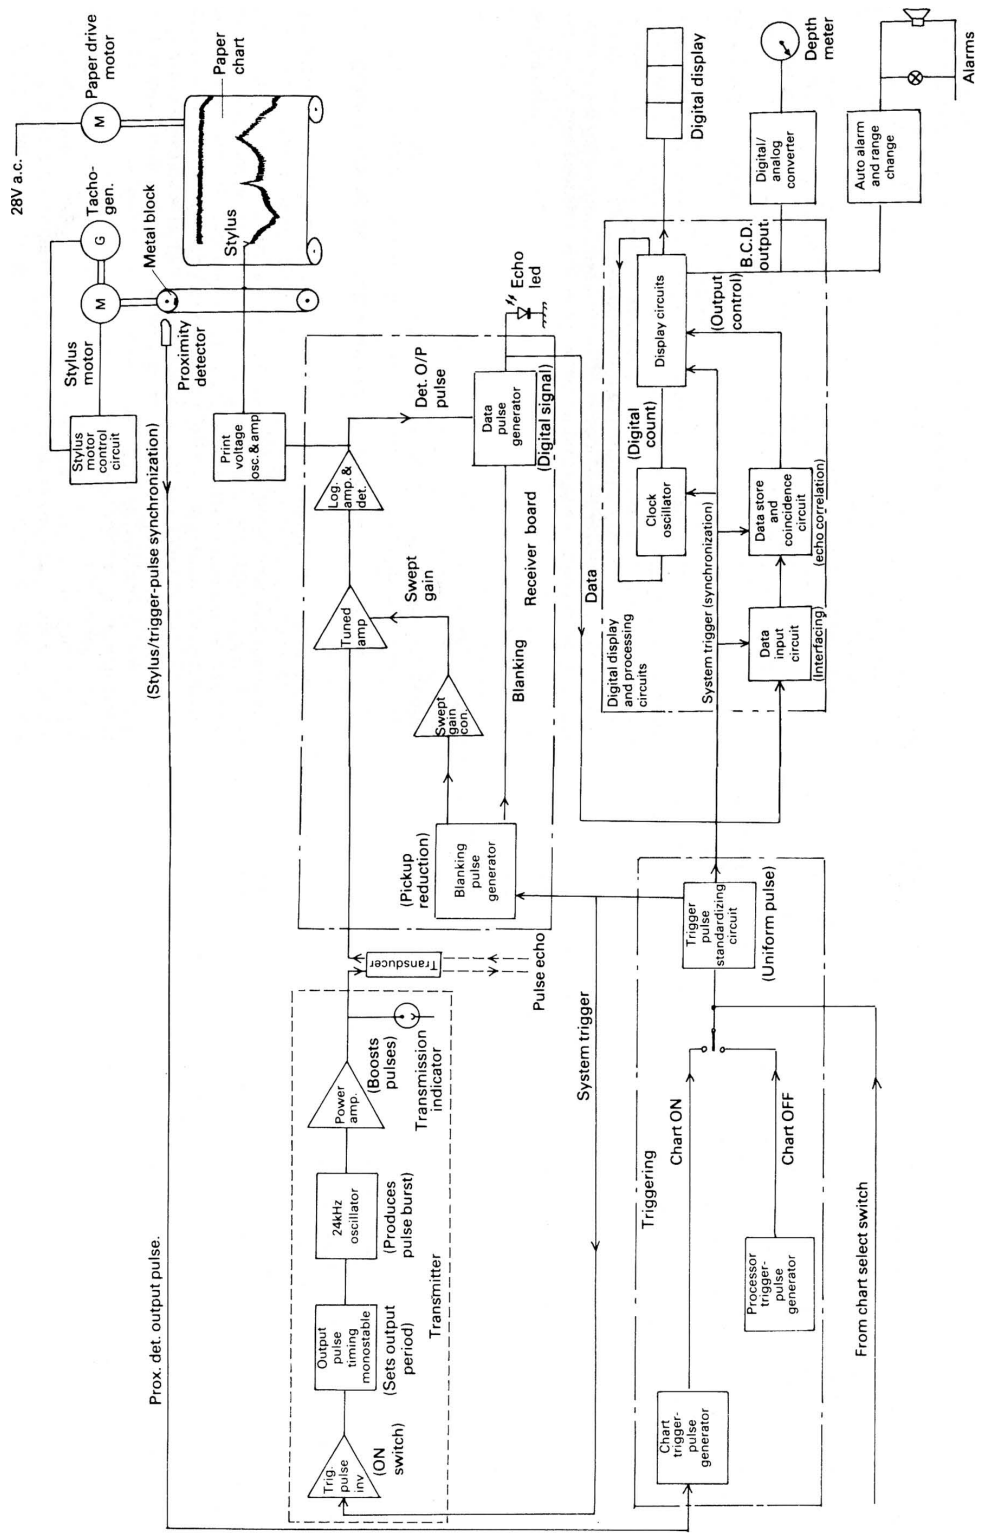 28V a.c.
Paper drive
motor
M
Paper
chart
Tacho-
gen.
G
Metal block
Stylus
Stylus
motor
M
Proximity
detector
Stylus
motor
control
circuit
(Stylus/trigger-pulse synchronization)
Prox. det. output pulse.
Print
voltage
osc. & amp
Log.
amp. &
det.
Det. O/P
pulse
Data
pulse
generator
(Digital signal)
Echo
led
Tuned
amp
Swept
gain
Swept
gain
con.
Blanking
Receiver board
(Pickup
reduction)
Blanking
pulse
generator
Transducer
Pulse echo
Trig.
pulse
inv
(ON
switch)
Output
pulse
timing
monostable
(Sets output
period)
24kHz
oscillator
(Produces
pulse burst)
Power
amp.
(Boosts
pulses)
Transmission
indicator
Transmitter
System trigger
Data
Triggering
Chart
trigger-
pulse
generator
Chart ON
Chart OFF
Processor
trigger-
pulse
generator
Trigger
pulse
standardizing
circuit
(Uniform pulse)
From chart select switch
Digital display
and processing
circuits
System trigger (synchronization)
Data
input
circuit
(Interfacing)
Data store
and
coincidence
circuit
(echo correlation)
Clock
oscillator
(Digital
count)
Display circuits
(Output
control)
B.C.D.
output
Digital display
Digital/
analog
converter
Depth
meter
Auto alarm
and range
change
Alarms